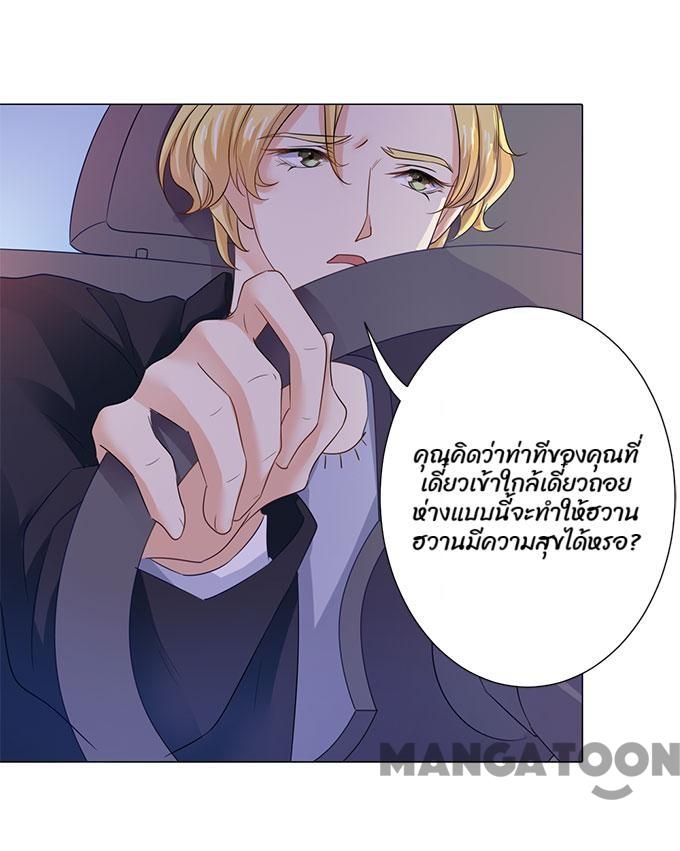 คุณคิดว่าท่าทีของคุณที่
เดี๋ยวเข้าใกล้เดี๋ยวถอย
ห่างแบบนี้จะทำให้ฮวาน
ฮวานมีความสุขได้หรอ?
MANGATOON